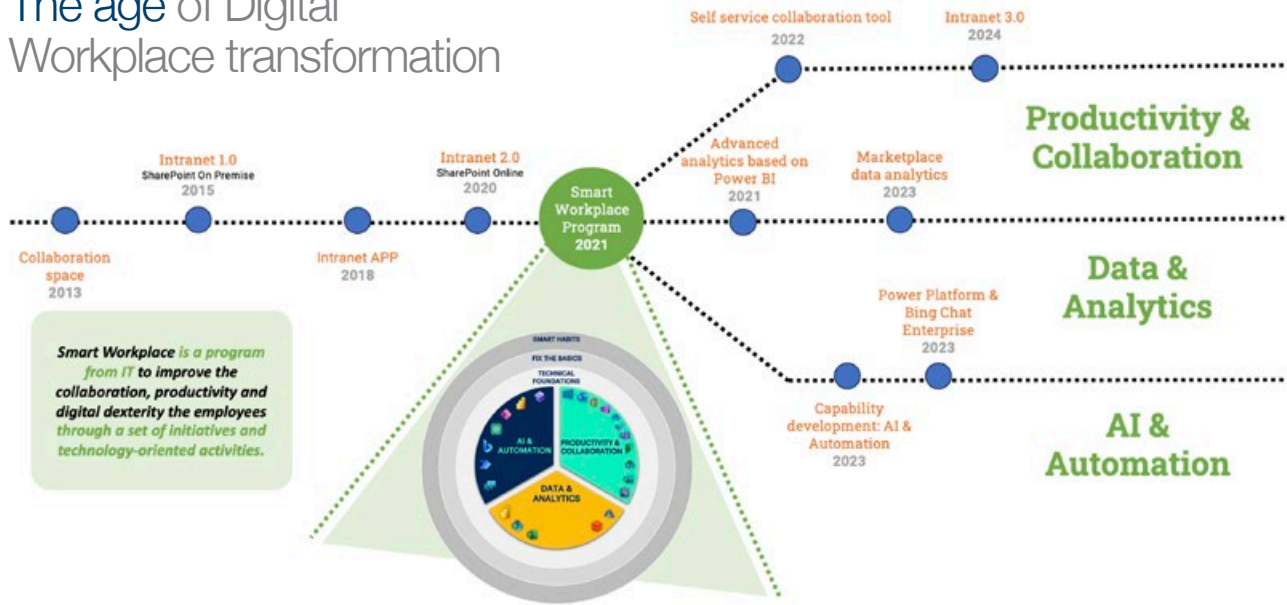 The age of Digital
Workplace transformation
Collaboration
space
2013
Intranet 1.0
SharePoint On Premise
2015
Intranet APP
2018
Intranet 2.0
SharePoint Online
2020
Smart
Workplace
Program
2021
Self service collaboration tool
2022
Intranet 3.0
2024
Productivity &
Collaboration
Advanced
analytics based on
Power BI
2021
Marketplace
data analytics
2023
Data &
Analytics
Power Platform &
Bing Chat
Enterprise
2023
Capability
development: AI &
Automation
2023
AI &
Automation
Smart Workplace is a program
from IT to improve the
collaboration, productivity and
digital dexterity the employees
through a set of initiatives and
technology-oriented activities.
SMART HABITS
FIX THE BASICS
TECHNICAL
FOUNDATIONS
AI &
AUTOMATION
PRODUCTIVITY &
COLLABORATION
DATA &
ANALYTICS